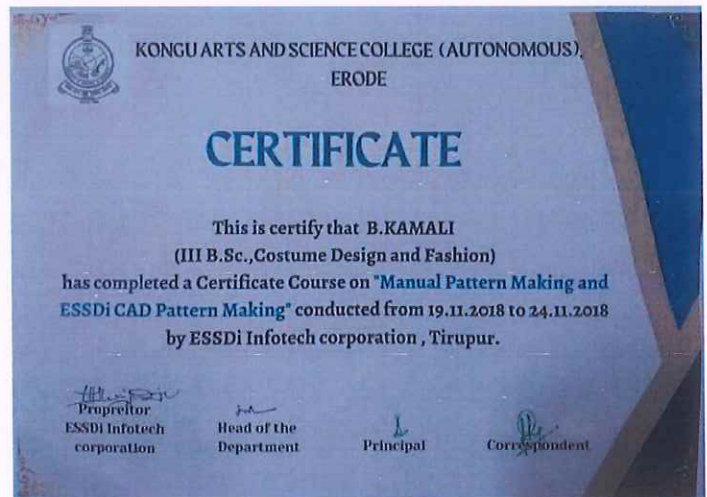 KONGU ARTS AND SCIENCE COLLEGE (AUTONOMOUS),
ERODE
CERTIFICATE
This is certify that B.KAMALI
(III B.Sc.,Costume Design and Fashion)
has completed a Certificate Course on "Manual Pattern Making and
ESSDi CAD Pattern Making" conducted from 19.11.2018 to 24.11.2018
by ESSDi Infotech corporation , Tirupur.
Propreitor
ESSDi Infotech
corporation
Head of the
Department
Principal
Correspondent